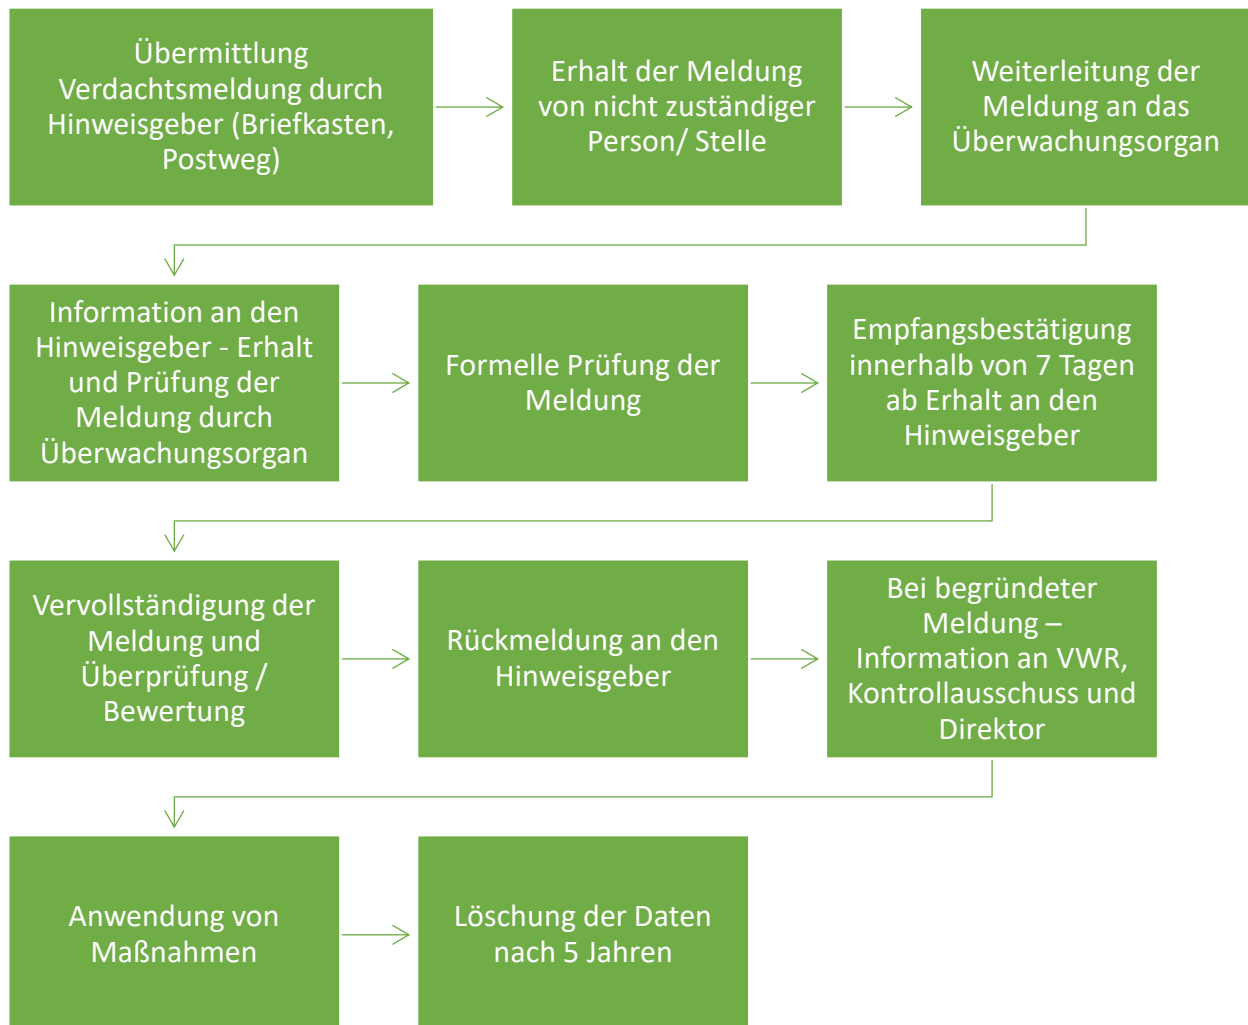 Übermittlung
Verdachtsmeldung durch
Hinweisgeber (Briefkasten,
Postweg)
Erhalt der Meldung
von nicht zuständiger
Person/ Stelle
Weiterleitung der
Meldung an das
Überwachungsorgan
Information an den
Hinweisgeber - Erhalt
und Prüfung der
Meldung durch
Überwachungsorgan
Formelle Prüfung der
Meldung
Empfangsbestätigung
innerhalb von 7 Tagen
ab Erhalt an den
Hinweisgeber
Vervollständigung der
Meldung und
Überprüfung /
Bewertung
Rückmeldung an den
Hinweisgeber
Bei begründeter
Meldung –
Information an VWR,
Kontrollausschuss und
Direktor
Anwendung von
Maßnahmen
Löschung der Daten
nach 5 Jahren